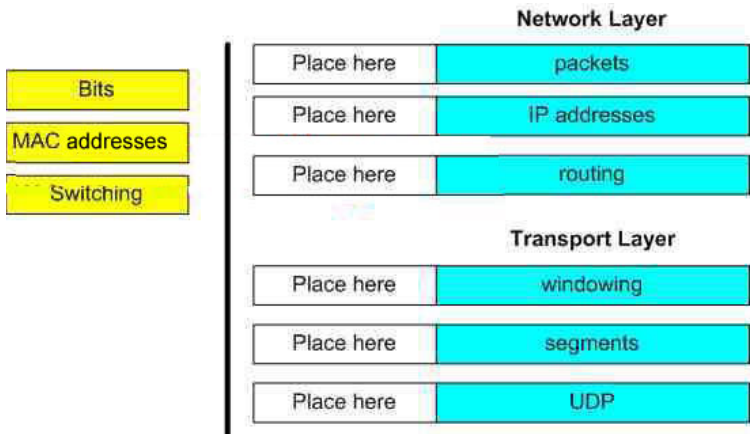 Network Layer
Bits
MAC addresses
Switching
Place here packets
Place here IP addresses
Place here routing
Transport Layer
Place here windowing
Place here segments
Place here UDP